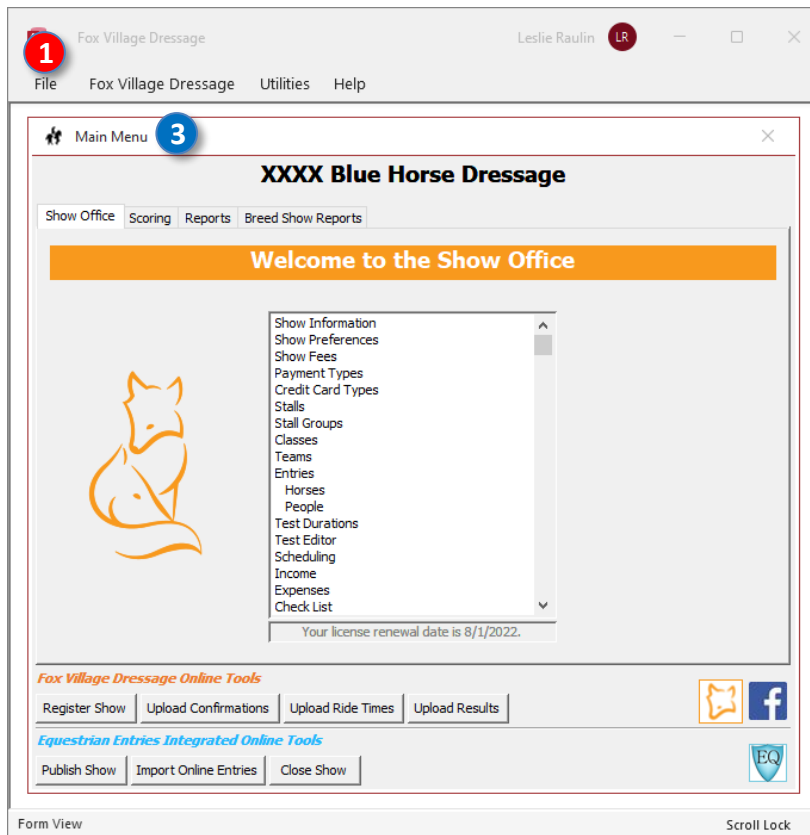 Fox Village Dressage Leslie Raulin LR
1
File Fox Village Dressage Utilities Help
Main Menu 3
XXXX Blue Horse Dressage
Show Office Scoring Reports Breed Show Reports
Welcome to the Show Office
Show Information
Show Preferences
Show Fees
Payment Types
Credit Card Types
Stalls
Stall Groups
Classes
Teams
Entries
Horses
People
Test Durations
Test Editor
Scheduling
Income
Expenses
Check List
Your license renewal date is 8/1/2022.
Fox Village Dressage Online Tools
Register Show Upload Confirmations Upload Ride Times Upload Results
f
Equestrian Entries Integrated Online Tools
Publish Show Import Online Entries Close Show
EQ
Form View Scroll Lock